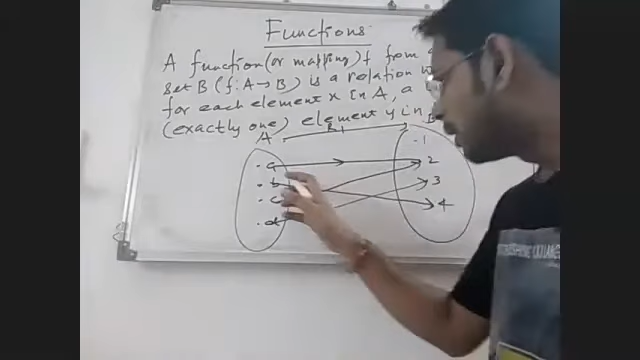 Functions
A function (or mapping) f from
set B (f: A → B) is a relation
for each element x in A, a
(exactly one) element y in B
A R1
. a . 1
. b 2
. c 3
. d 4